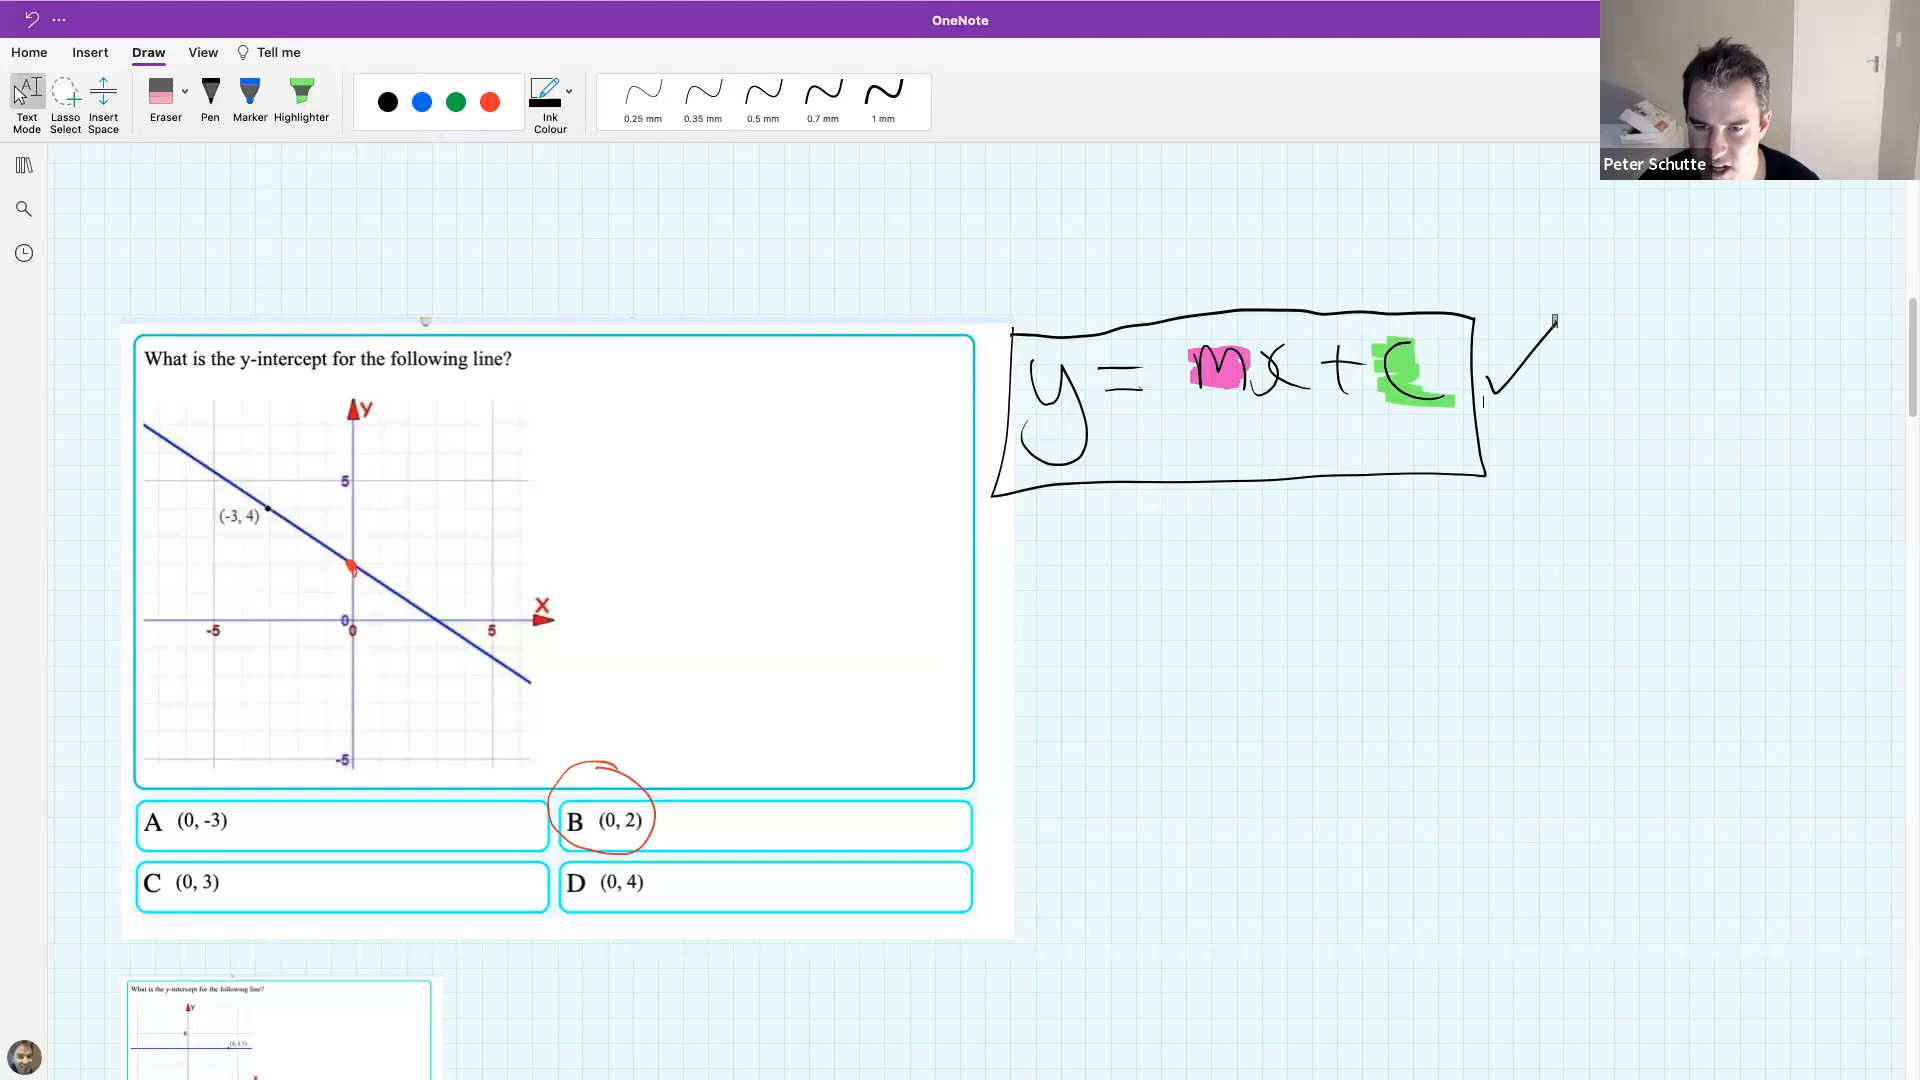 OneNote
Home Insert Draw View Tell me
Text Mode
Lasso Select
Insert Space
Eraser
Pen
Marker
Highlighter
Ink Colour
0.25 mm
0.35 mm
0.5 mm
0.7 mm
1 mm
Peter Schutte
What is the y-intercept for the following line?
Y
5
(-3, 4)
X
0
-5 0 5
-5
y = mx + c
A (0, -3)
B (0, 2)
C (0, 3)
D (0, 4)
What is the y-intercept for the following line?
Y
X